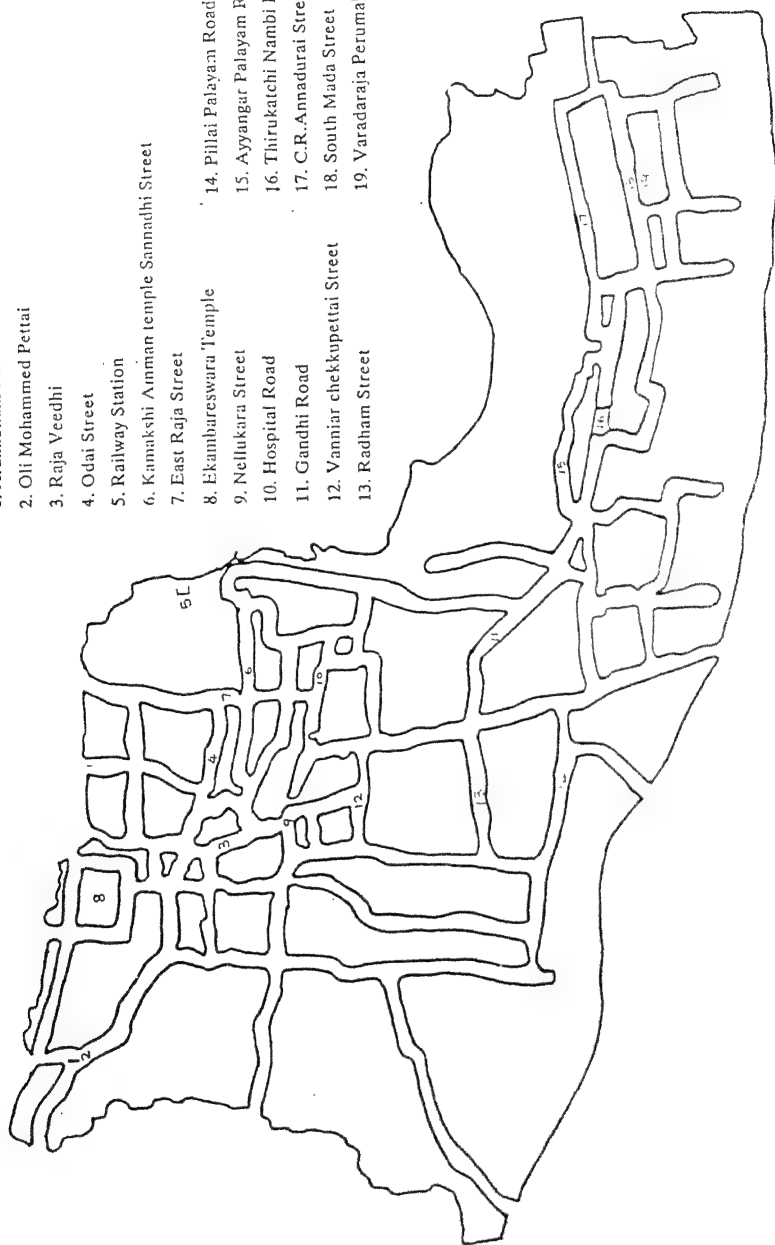 2. Oli Mohammed Pettai
3. Raja Veedhi
4. Odai Street
5. Railway Station
6. Kamakshi Amman temple Sannadhi Street
7. East Raja Street
8. Ekambareswara Temple
9. Nellukara Street
10. Hospital Road
11. Gandhi Road
12. Vanniar chekkupettai Street
13. Radham Street
14. Pillai Palayam Road
15. Ayyangar Palayam
16. Thirukatchi Nambi
17. C.R.Annadurai
18. South Mada Street
19. Varadaraja
5
1
7
6
4
10
3
9
12
8
2
11
13
15
16
17